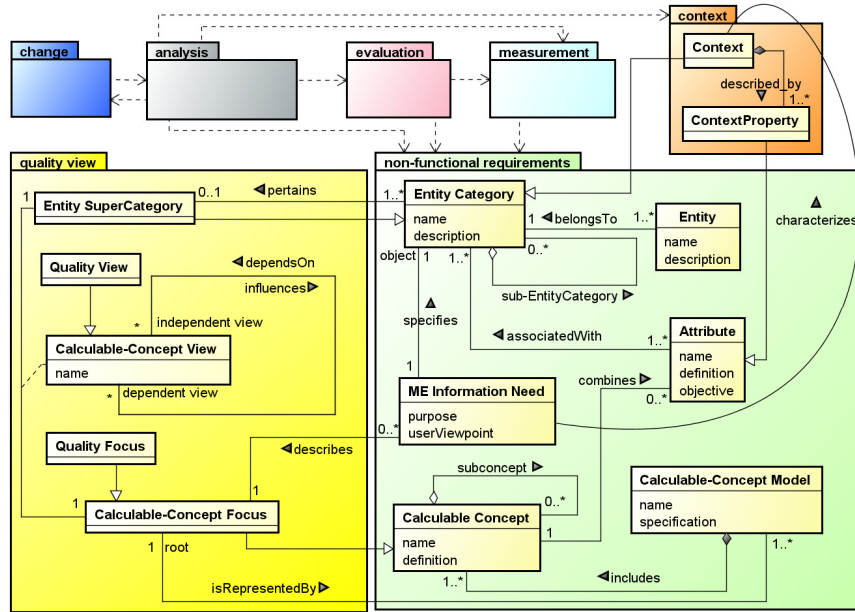 context
Context
described_by
1..*
ContextProperty
change
analysis
evaluation
measurement
quality view
non-functional requirements
1
Entity SuperCategory
0..1
pertains
1..*
Entity Category
name
description
1
belongsTo
1..*
Entity
name
description
characterizes
0..*
object
1
1..*
sub-EntityCategory
Quality View
dependsOn
influences
*
independent view
Calculable-Concept View
name
*
dependent view
specifies
associatedWith
1..*
Attribute
name
definition
objective
0..*
combines
1
ME Information Need
purpose
userViewpoint
0..*
describes
Quality Focus
1
1
Calculable-Concept Focus
1
root
isRepresentedBy
subconcept
0..*
Calculable Concept
name
definition
1
1..*
includes
Calculable-Concept Model
name
specification
1..*